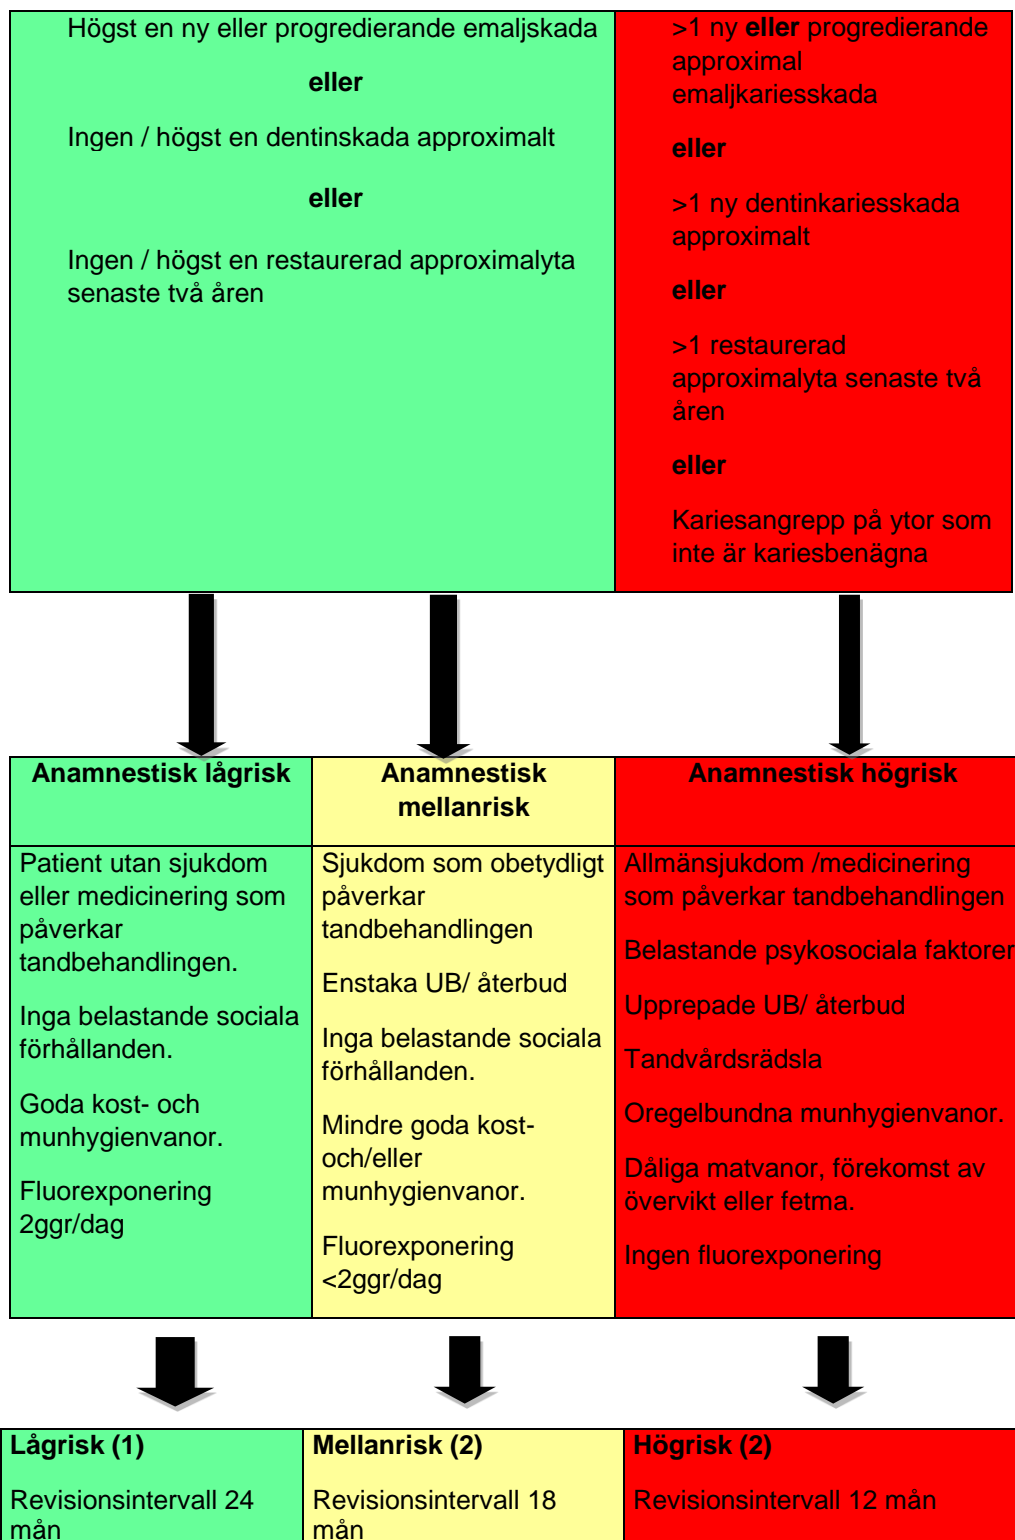 Högst en ny eller progredierande emaljskada
eller
Ingen / högst en dentinskada approximalt
eller
Ingen / högst en restaurerad approximalyta
senaste två åren
>1 ny eller progredierande
approximal
emaljkariesskada
eller
>1 ny dentinkariesskada
approximalt
eller
>1 restaurerad
approximalyta senaste två
åren
eller
Kariesangrepp på ytor som
inte är kariesbenägna
Anamnestisk lågrisk
Patient utan sjukdom
eller medicinering som
påverkar
tandbehandlingen.
Inga belastande sociala
förhållanden.
Goda kost- och
munhygienvanor.
Fluorexponering
2ggr/dag
Anamnestisk
mellanrisk
Sjukdom som obetydligt
påverkar
tandbehandlingen
Enstaka UB/ återbud
Inga belastande sociala
förhållanden.
Mindre goda kost-
och/eller
munhygienvanor.
Fluorexponering
<2ggr/dag
Anamnestisk högrisk
Allmänsjukdom /medicinering
som påverkar tandbehandlingen
Belastande psykosociala faktorer
Upprepade UB/ återbud
Tandvårdsrädsla
Oregelbundna munhygienvanor.
Dåliga matvanor, förekomst av
övervikt eller fetma.
Ingen fluorexponering
Lågrisk (1)
Revisionsintervall 24
mån
Mellanrisk (2)
Revisionsintervall 18
mån
Högrisk (2)
Revisionsintervall 12 mån